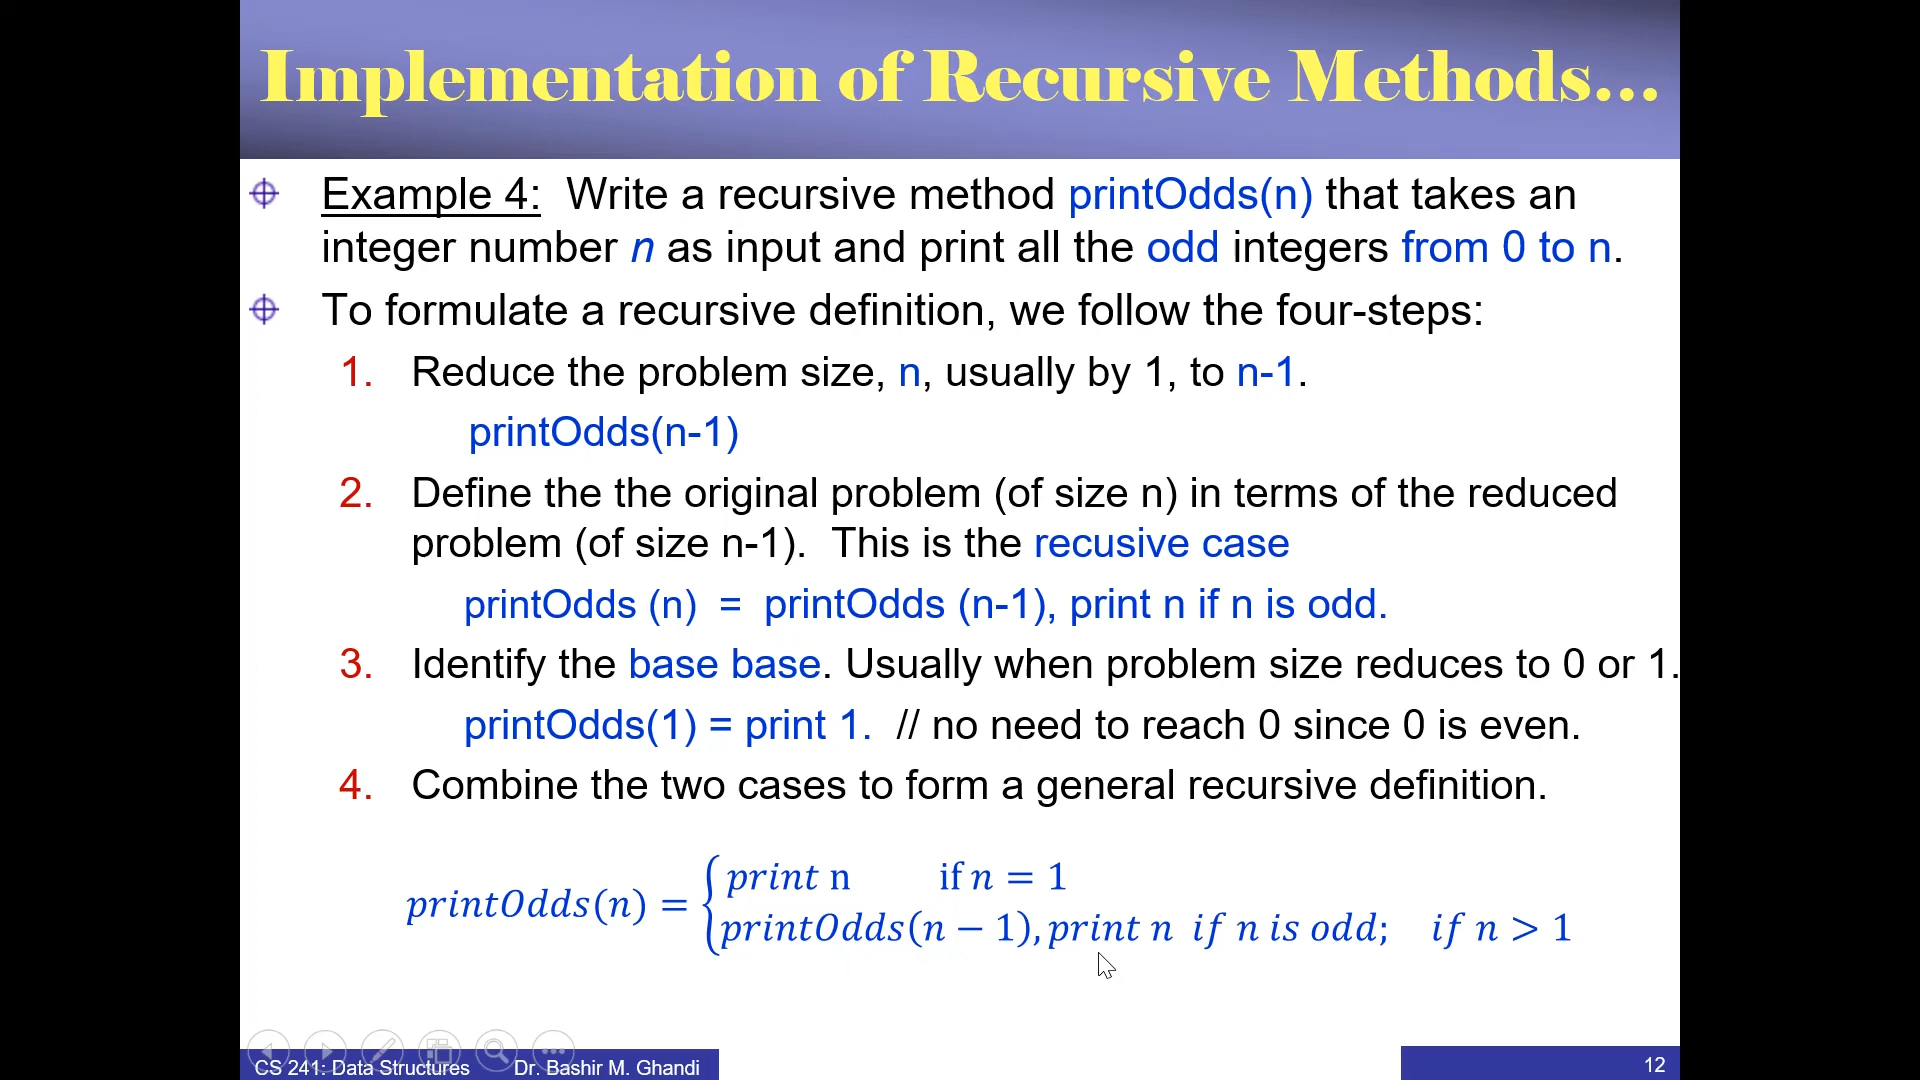 Implementation of Recursive Methods...
Example 4: Write a recursive method printOdds(n) that takes an
integer number n as input and print all the odd integers from 0 to n.
To formulate a recursive definition, we follow the four-steps:
1. Reduce the problem size, n, usually by 1, to n-1.
printOdds(n-1)
2. Define the the original problem (of size n) in terms of the reduced
problem (of size n-1). This is the recusive case
printOdds (n) = printOdds (n-1), print n if n is odd.
3. Identify the base base. Usually when problem size reduces to 0 or 1.
printOdds(1) = print 1. // no need to reach 0 since 0 is even.
4. Combine the two cases to form a general recursive definition.
print n if n = 1
printOdds(n) =
printOdds(n − 1), print n if n is odd; if n > 1
CS 241: Data Structures Dr. Bashir M. Ghandi 12